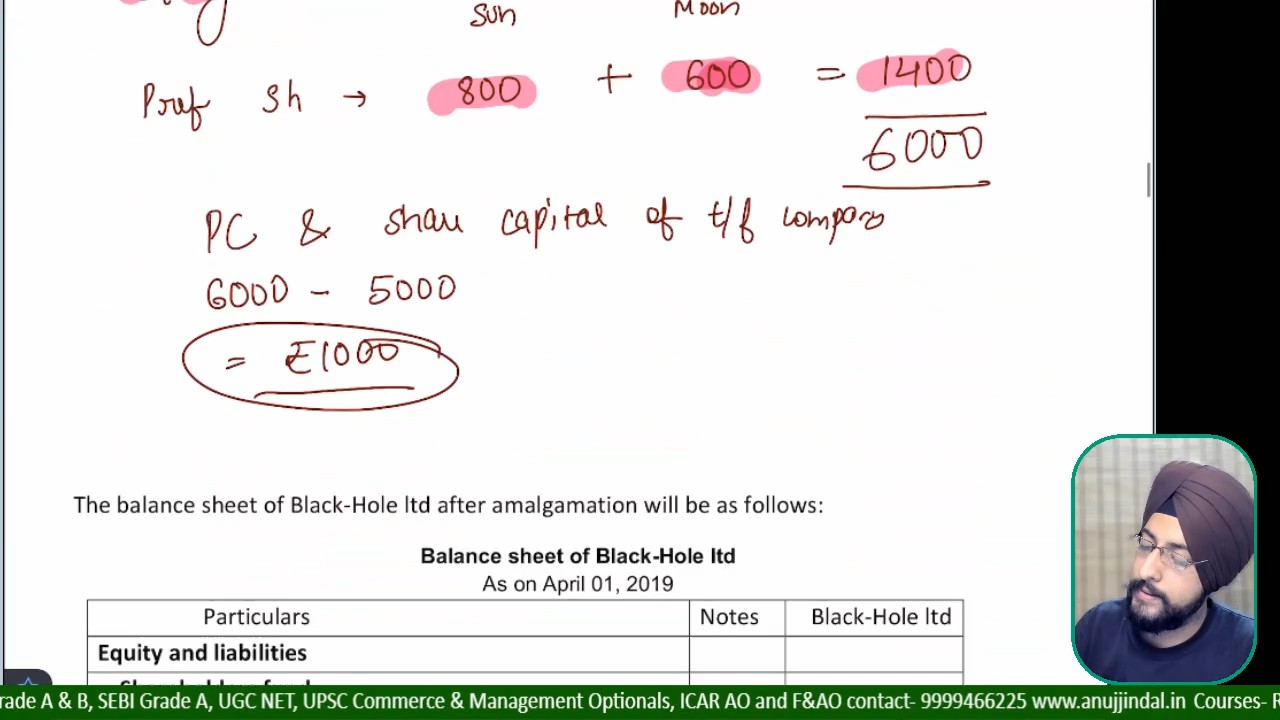 Sun Moon
Pref Sh → 800 + 600 = 1400
6000
PC & share capital of t/f company
6000 - 5000
= ₹1000
The balance sheet of Black-Hole ltd after amalgamation will be as follows:
Balance sheet of Black-Hole ltd
As on April 01, 2019
Particulars Notes Black-Hole ltd
Equity and liabilities
rade A & B, SEBI Grade A, UGC NET, UPSC Commerce & Management Optionals, ICAR AO and F&AO contact- 9999466225 www.anujjindal.in Courses- R